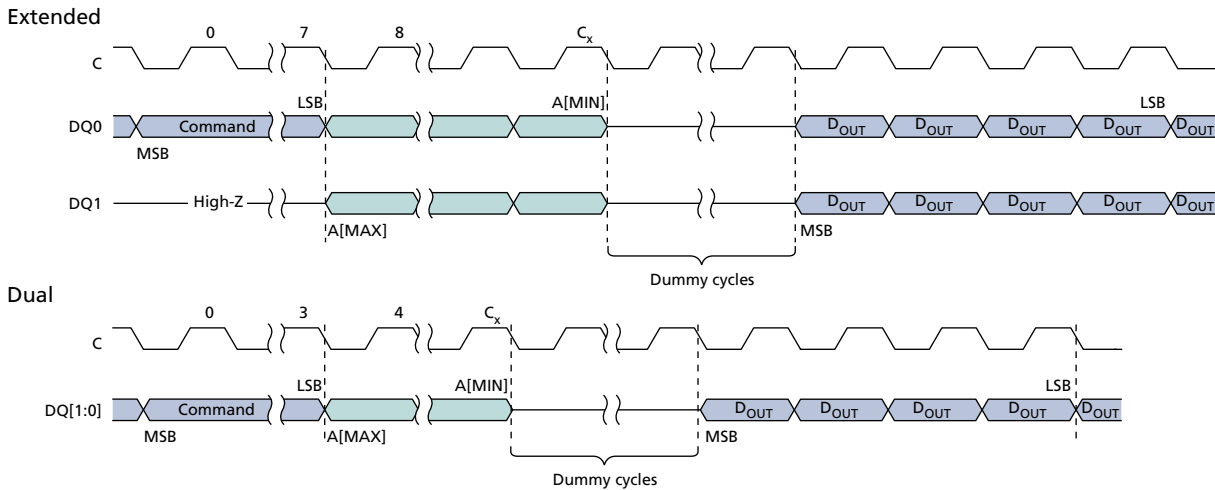 Extended
0 7 8 Cx
C
LSB A[MIN] LSB
DQ0 Command DOUT DOUT DOUT DOUT DOUT
MSB
DQ1 High-Z DOUT DOUT DOUT DOUT DOUT
A[MAX] MSB
Dummy cycles
Dual
0 3 4 Cx
C
LSB A[MIN] LSB
DQ[1:0] Command DOUT DOUT DOUT DOUT DOUT
MSB A[MAX] MSB
Dummy cycles